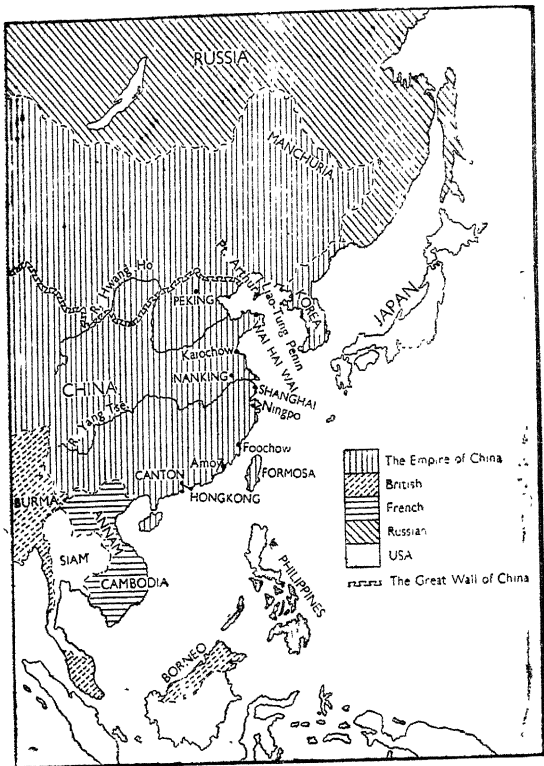 RUSSIA
MANCHURIA
R. Hwang Ho
Pt. Arthur
Liao-Tung Penin
KOREA
JAPAN
PEKING
WAI HAI WAI
Kaiochow
NANKING
CHINA
SHANGHAI
Ningpo
R. Yang Tse
Foochow
Amoy
FORMOSA
CANTON
HONGKONG
BURMA
ANNAN
SIAM
CAMBODIA
PHILIPPINES
BORNEO
The Empire of China
British
French
Russian
USA
The Great Wall of China